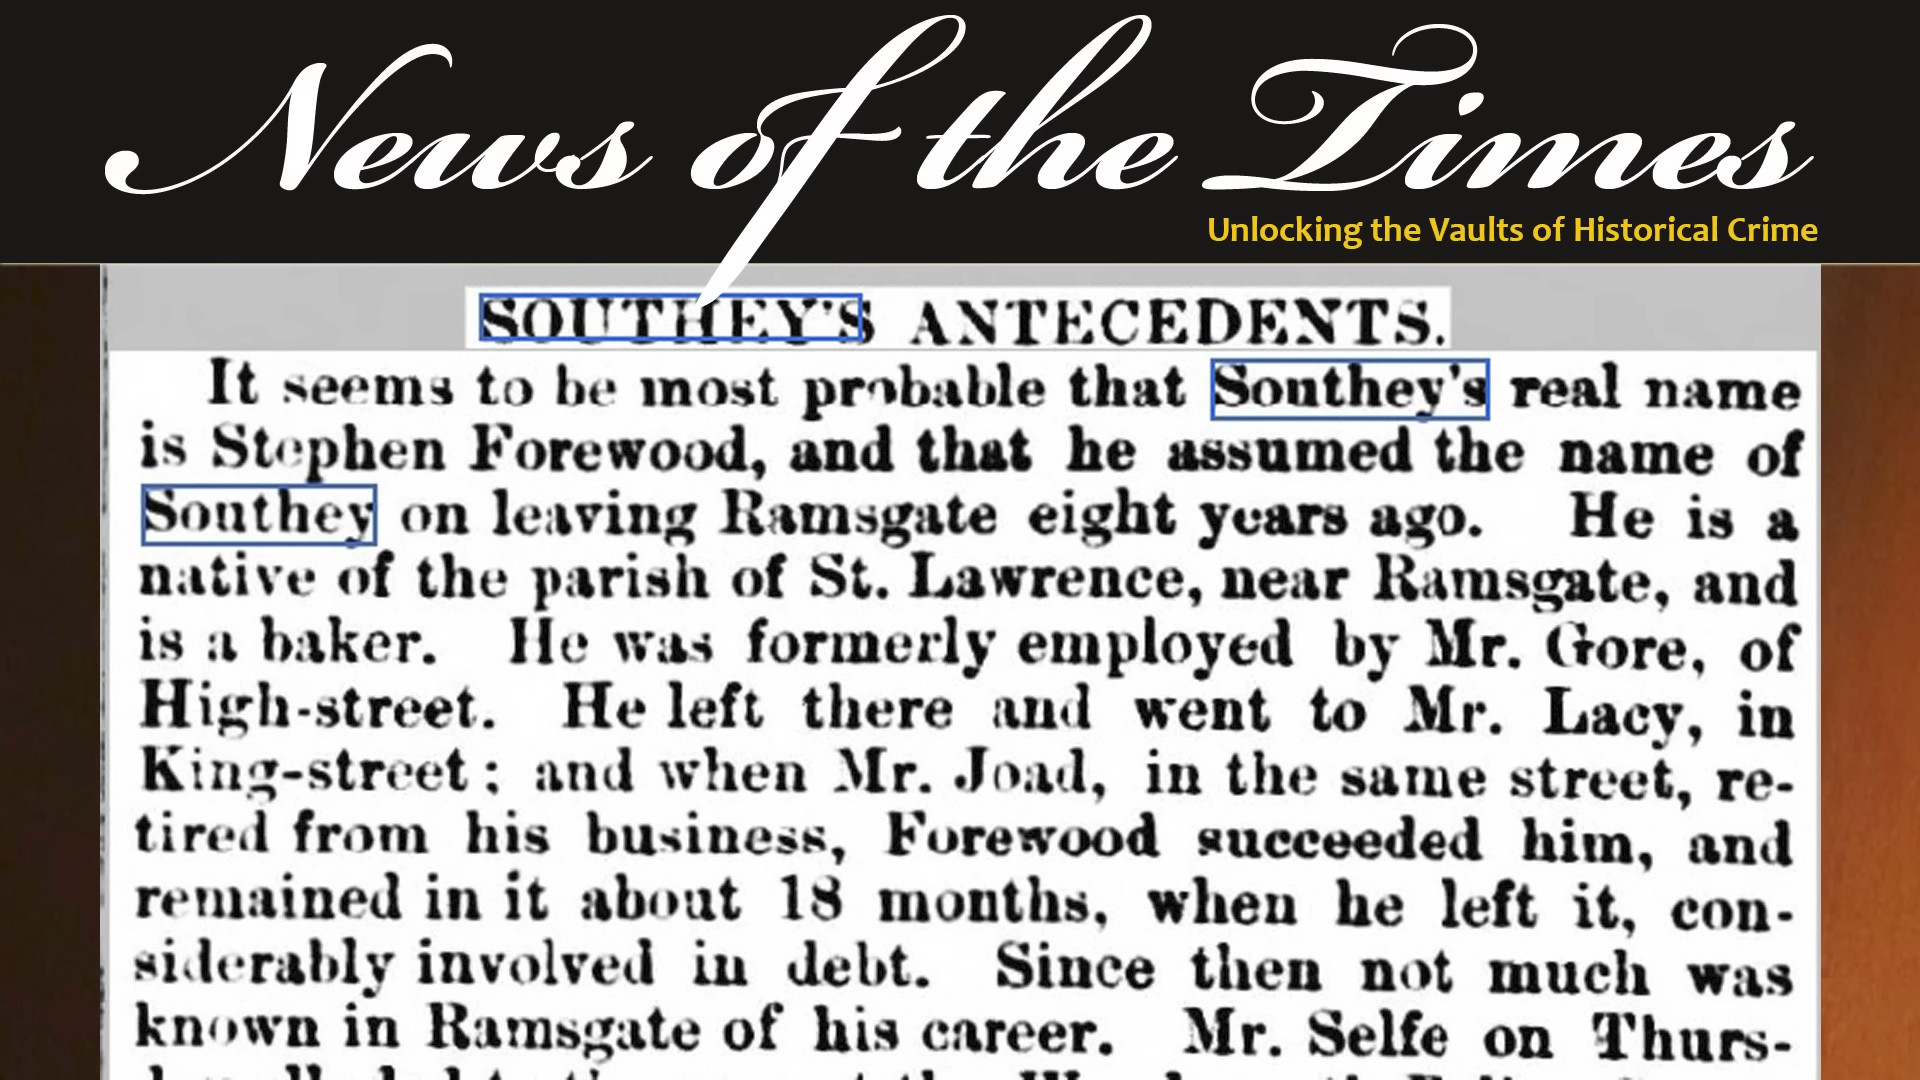 News of the Times
Unlocking the Vaults of Historical Crime
SOUTHEY'S ANTECEDENTS.
It seems to be most probable that Southey's real name
is Stephen Forewood, and that he assumed the name of
Southey on leaving Ramsgate eight years ago. He is a
native of the parish of St. Lawrence, near Ramsgate, and
is a baker. He was formerly employed by Mr. Gore, of
High-street. He left there and went to Mr. Lacy, in
King-street; and when Mr. Joad, in the same street, re-
tired from his business, Forewood succeeded him, and
remained in it about 18 months, when he left it, con-
siderably involved in debt. Since then not much was
known in Ramsgate of his career. Mr. Selfe on Thurs-